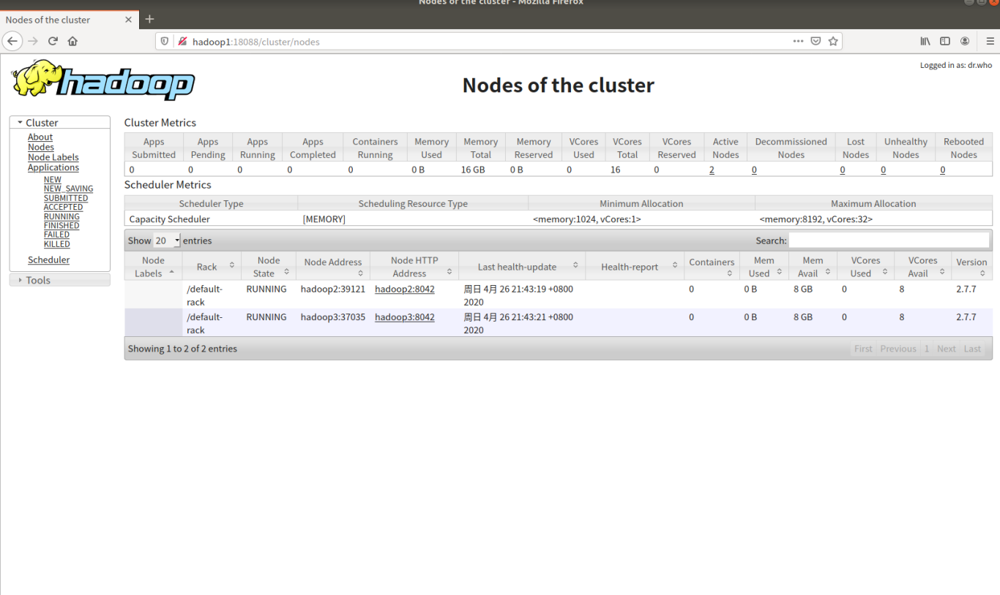 Nodes of the cluster - Mozilla Firefox
Nodes of the cluster
hadoop1:18088/cluster/nodes
hadoop
Nodes of the cluster
Logged in as: dr.who
Cluster
About
Nodes
Node Labels
Applications
NEW
NEW_SAVING
SUBMITTED
ACCEPTED
RUNNING
FINISHED
FAILED
KILLED
Scheduler
Tools
Cluster Metrics
Apps Submitted Apps Pending Apps Running Apps Completed Containers Running Memory Used Memory Total Memory Reserved VCores Used VCores Total VCores Reserved Active Nodes Decommissioned Nodes Lost Nodes Unhealthy Nodes Rebooted Nodes
0 0 0 0 0 0 B 16 GB 0 B 0 16 0 2 0 0 0 0
Scheduler Metrics
Scheduler Type Scheduling Resource Type Minimum Allocation Maximum Allocation
Capacity Scheduler [MEMORY] <memory:1024, vCores:1> <memory:8192, vCores:32>
Show 20 entries Search:
Node Labels Rack Node State Node Address Node HTTP Address Last health-update Health-report Containers Mem Used Mem Avail VCores Used VCores Avail Version
/default-rack RUNNING hadoop2:39121 hadoop2:8042 周日 4月 26 21:43:19 +0800 2020 0 0 B 8 GB 0 8 2.7.7
/default-rack RUNNING hadoop3:37035 hadoop3:8042 周日 4月 26 21:43:21 +0800 2020 0 0 B 8 GB 0 8 2.7.7
Showing 1 to 2 of 2 entries First Previous 1 Next Last